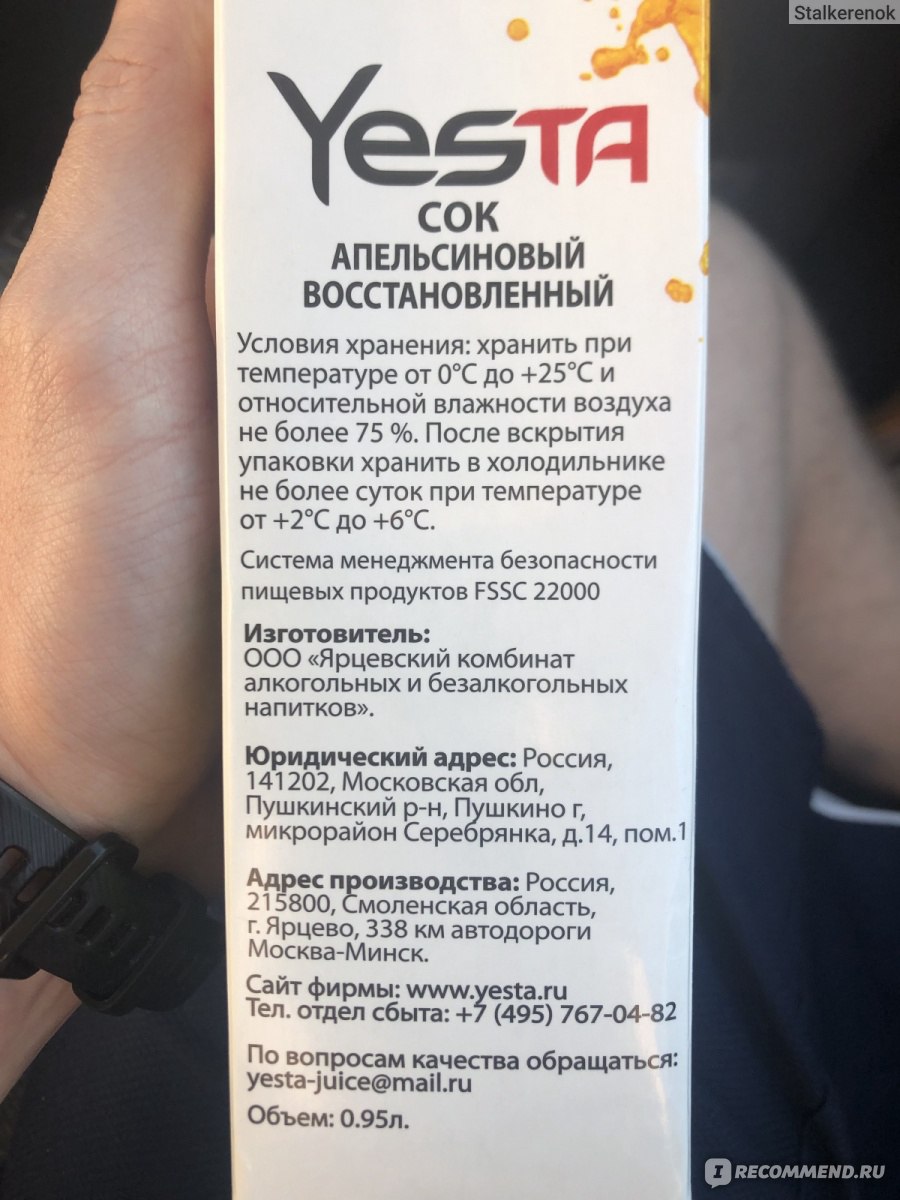 Stalkerenok
YESTA
СОК
АПЕЛЬСИНОВЫЙ
ВОССТАНОВЛЕННЫЙ
Условия хранения: хранить при
температуре от 0°C до +25°C и
относительной влажности воздуха
не более 75 %. После вскрытия
упаковки хранить в холодильнике
не более суток при температуре
от +2°C до +6°C.
Система менеджмента безопасности
пищевых продуктов FSSC 22000
Изготовитель:
ООО «Ярцевский комбинат
алкогольных и безалкогольных
напитков».
Юридический адрес: Россия,
141202, Московская обл,
Пушкинский р-н, Пушкино г,
микрорайон Серебрянка, д.14, пом.1
Адрес производства: Россия,
215800, Смоленская область,
г. Ярцево, 338 км автодороги
Москва-Минск.
Сайт фирмы: www.yesta.ru
Тел. отдел сбыта: +7 (495) 767-04-82
По вопросам качества обращаться:
yesta-juice@mail.ru
Объем: 0.95л.
IRECOMMEND.RU